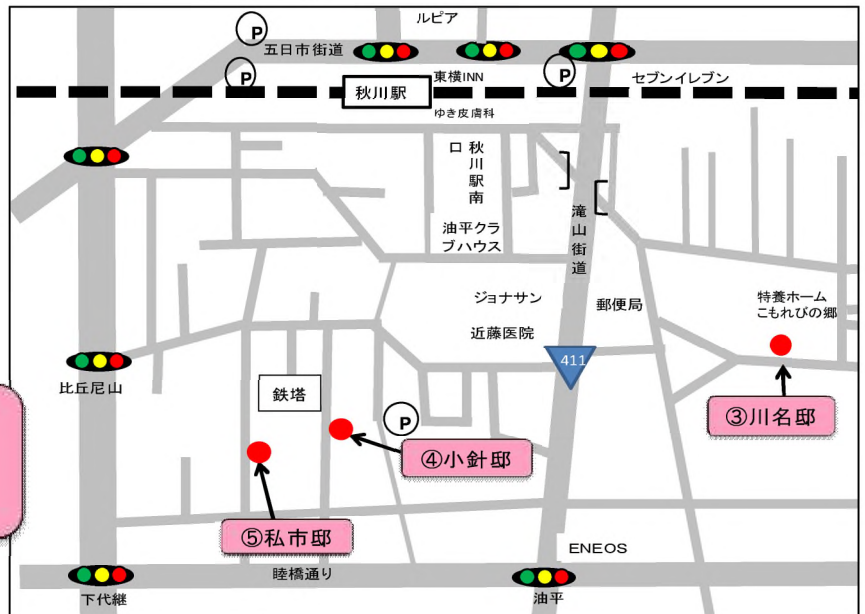 ルピア
P
五日市街道
P
P
東横INN
セブンイレブン
秋川駅
ゆき皮膚科
秋川駅南
口
油平クラ
ブハウス
滝山街道
ジョナサン
郵便局
特養ホーム
こもれびの郷
近藤医院
411
比丘尼山
鉄塔
P
③川名邸
④小針邸
⑤私市邸
ENEOS
睦橋通り
下代継
油平